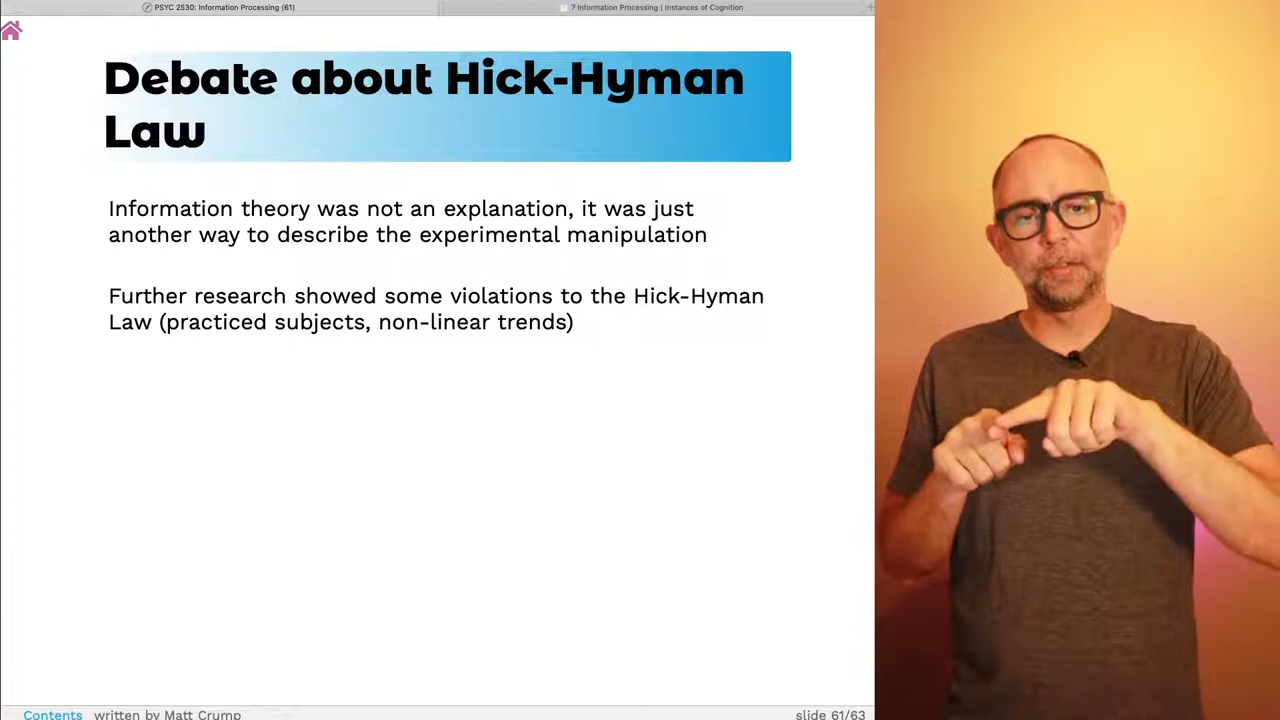 PSYC 2530: Information Processing (61)
7 Information Processing | Instances of Cognition
Debate about Hick-Hyman
Law
Information theory was not an explanation, it was just
another way to describe the experimental manipulation
Further research showed some violations to the Hick-Hyman
Law (practiced subjects, non-linear trends)
Contents written by Matt Crump
slide 61/63